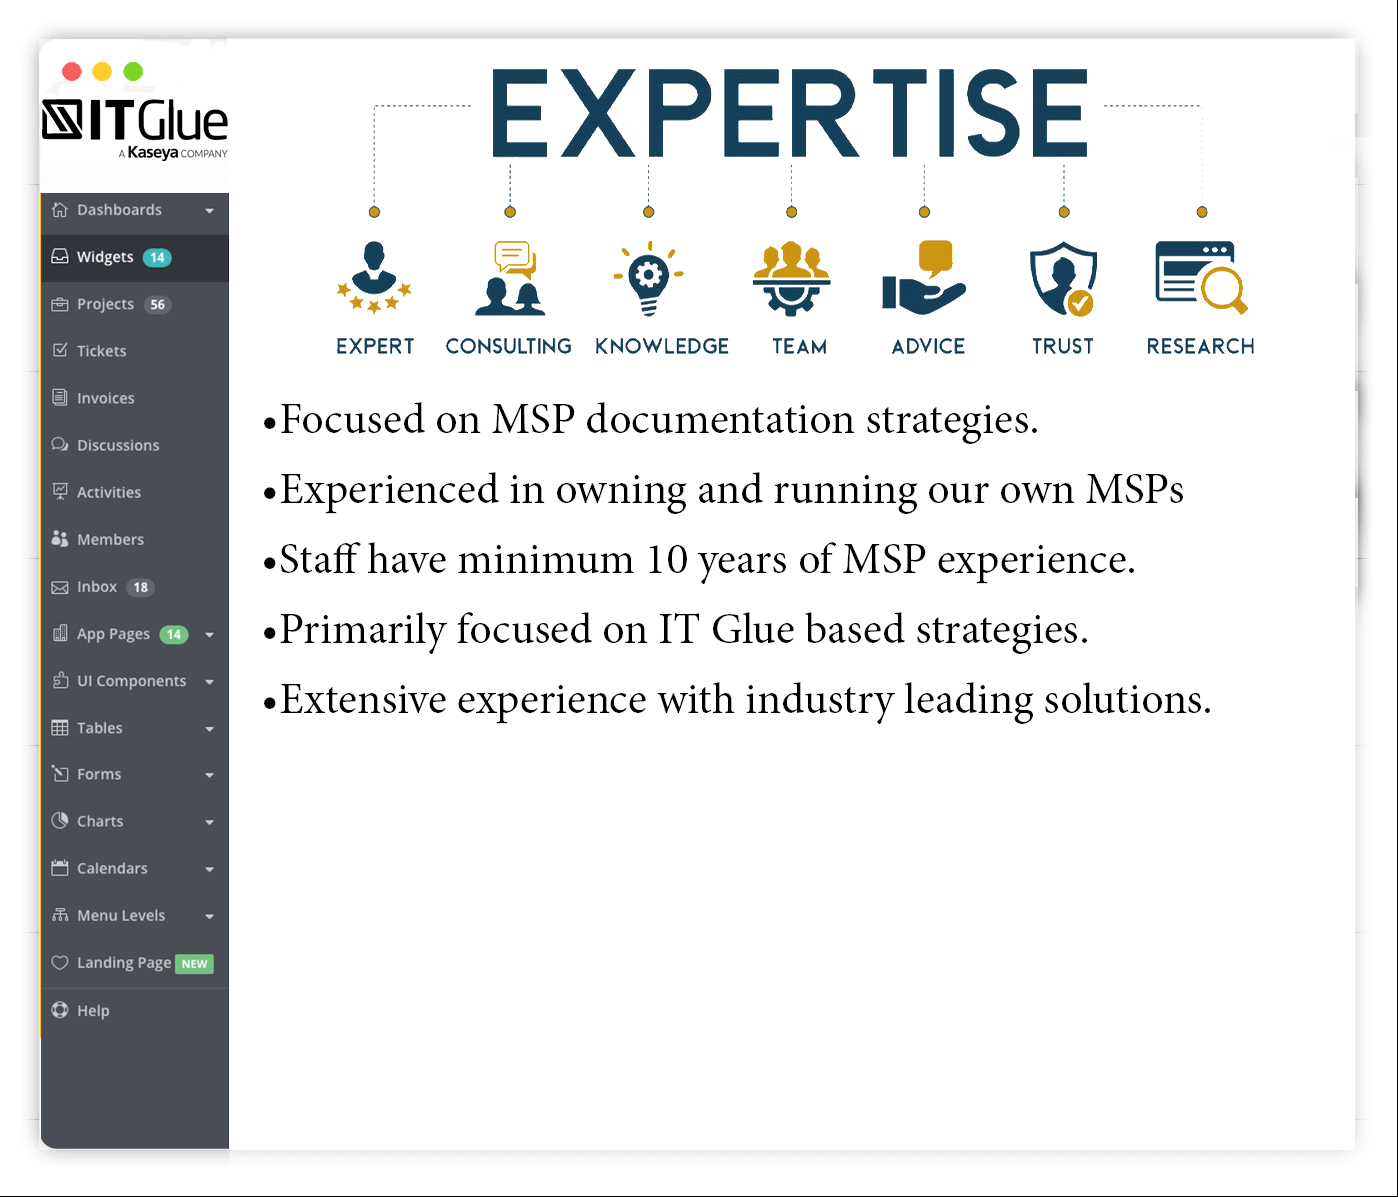 ITGlue
A Kaseya COMPANY
Dashboards
Widgets 14
Projects 56
Tickets
Invoices
Discussions
Activities
Members
Inbox 18
App Pages 14
UI Components
Tables
Forms
Charts
Calendars
Menu Levels
Landing Page NEW
Help
EXPERTISE
EXPERT CONSULTING KNOWLEDGE TEAM ADVICE TRUST RESEARCH
•Focused on MSP documentation strategies.
•Experienced in owning and running our own MSPs
•Staff have minimum 10 years of MSP experience.
•Primarily focused on IT Glue based strategies.
•Extensive experience with industry leading solutions.